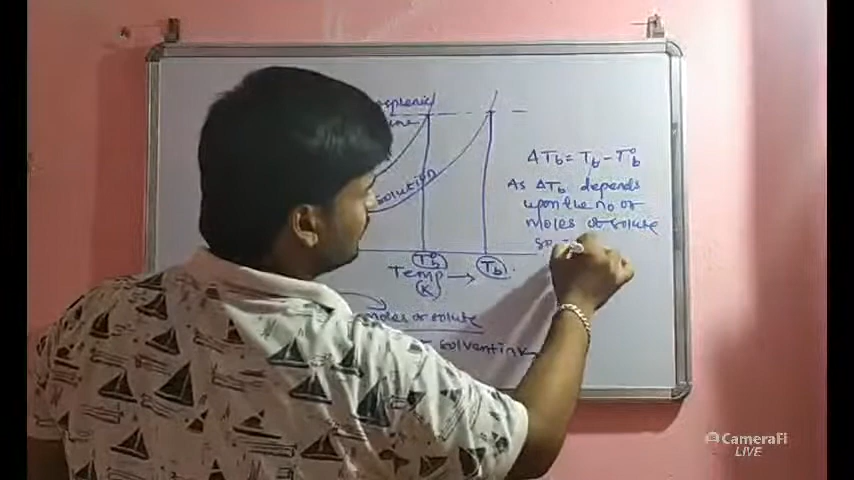 solution
ΔTb = Tb - T°b
As ΔTb depends
upon the no of
moles of solute
T°b
Tb
Temp →
K
moles of solute
solvent in K
CameraFi
LIVE